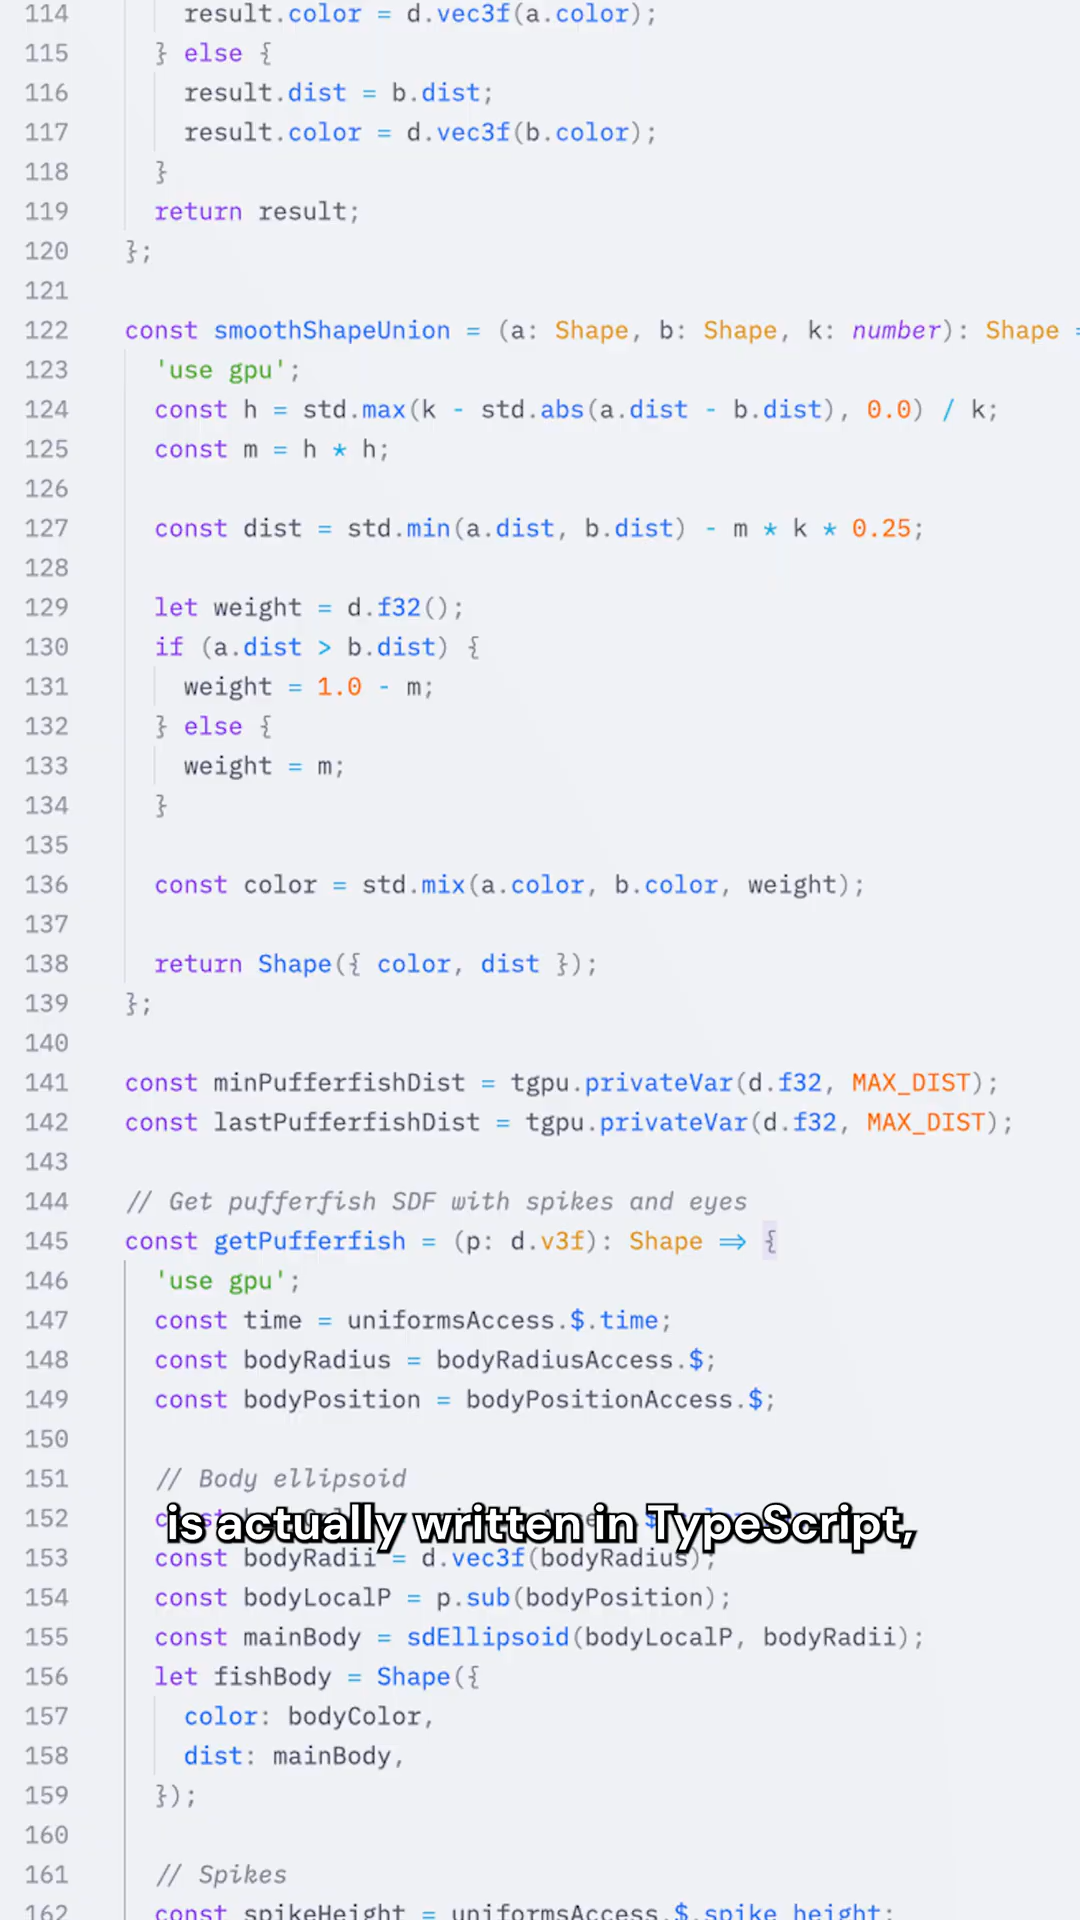 114 result.color = d.vec3f(a.color);
115 } else {
116 result.dist = b.dist;
117 result.color = d.vec3f(b.color);
118 }
119 return result;
120 };
121
122 const smoothShapeUnion = (a: Shape, b: Shape, k: number): Shape =
123 'use gpu';
124 const h = std.max(k - std.abs(a.dist - b.dist), 0.0) / k;
125 const m = h * h;
126
127 const dist = std.min(a.dist, b.dist) - m * k * 0.25;
128
129 let weight = d.f32();
130 if (a.dist > b.dist) {
131 weight = 1.0 - m;
132 } else {
133 weight = m;
134 }
135
136 const color = std.mix(a.color, b.color, weight);
137
138 return Shape({ color, dist });
139 };
140
141 const minPufferfishDist = tgpu.privateVar(d.f32, MAX_DIST);
142 const lastPufferfishDist = tgpu.privateVar(d.f32, MAX_DIST);
143
144 // Get pufferfish SDF with spikes and eyes
145 const getPufferfish = (p: d.v3f): Shape => {
146 'use gpu';
147 const time = uniformsAccess.$.time;
148 const bodyRadius = bodyRadiusAccess.$;
149 const bodyPosition = bodyPositionAccess.$;
150
151 // Body ellipsoid
152
is actually written in TypeScript,
153 const bodyRadii = d.vec3f(bodyRadius);
154 const bodyLocalP = p.sub(bodyPosition);
155 const mainBody = sdEllipsoid(bodyLocalP, bodyRadii);
156 let fishBody = Shape({
157 color: bodyColor,
158 dist: mainBody,
159 });
160
161 // Spikes
162 const spikeHeight = uniformsAccess.$.spike_height;